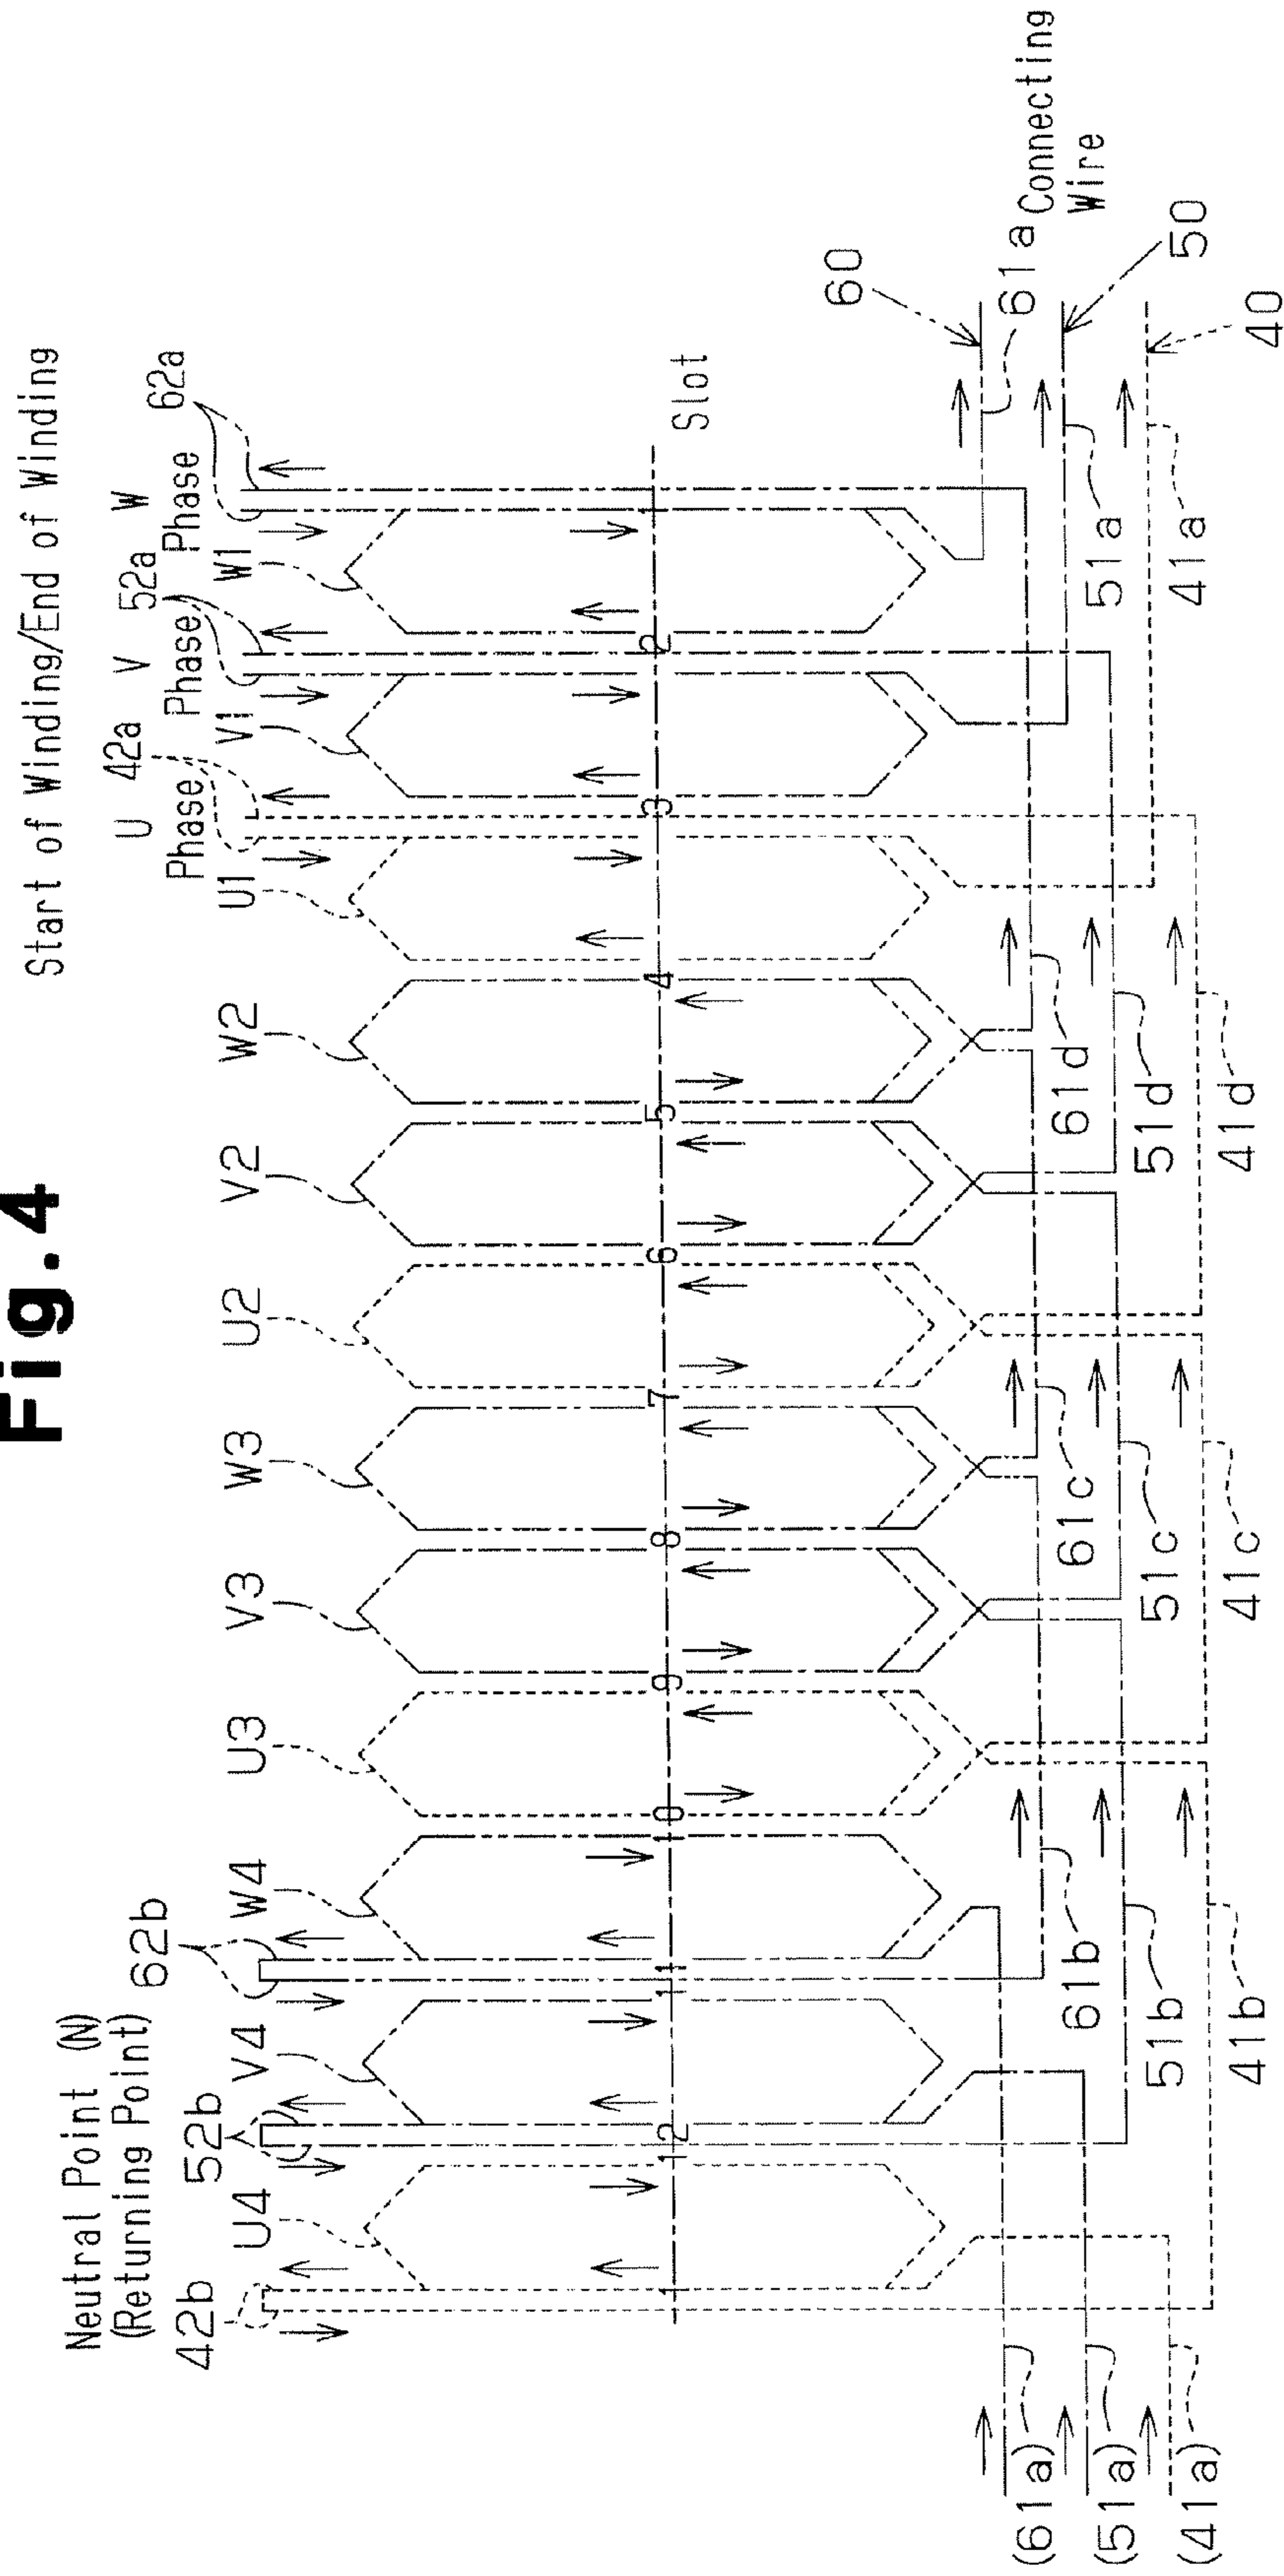 Fig.4
Start of Winding/End of Winding
Neutral Point (N)
(Returning Point)
U
Phase
V
Phase
W
Phase
42b
52b
62b
42a
52a
62a
U4
V4
W4
U3
V3
W3
U2
V2
W2
U1
V1
W1
1
12
11
10
9
8
7
6
5
4
3
2
1
Slot
60
61a
Connecting
Wire
50
51a
40
41a
61b
61c
61d
51b
51c
51d
41b
41c
41d
(61a)
(51a)
(41a)